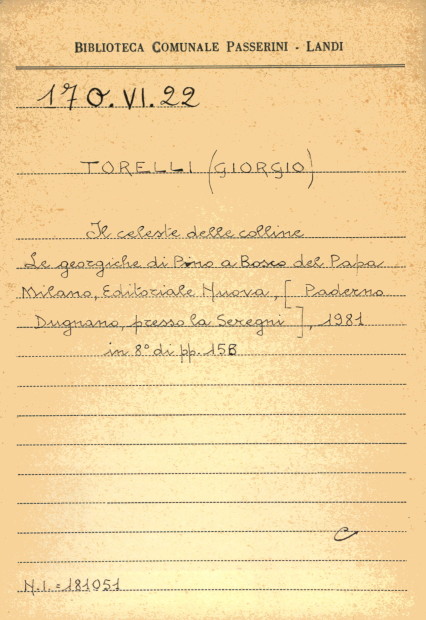 BIBLIOTECA COMUNALE PASSERINI - LANDI
170.VI.22
TORELLI (GIORGIO)
Il celeste delle colline
Le georgiche di Pino a Bosco del Papa
Milano, Editoriale Nuova, [Paderno
Dugnano, presso la Seregni], 1981
in 8° di pp. 158
C
N.I. = 181051